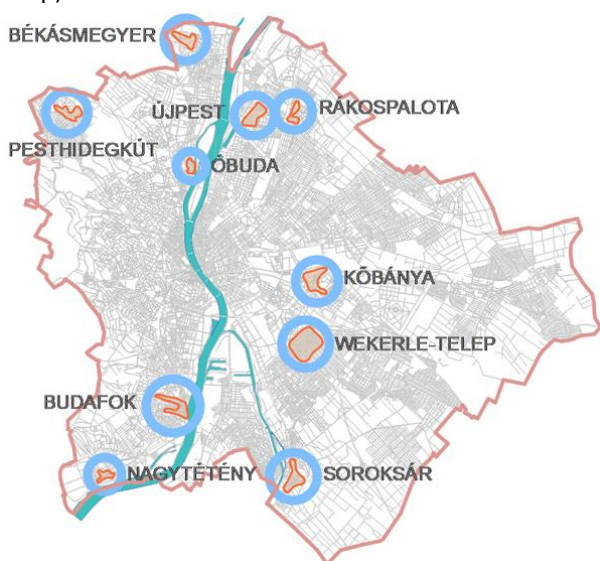 BÉKÁSMEGYER
ÚJPEST
RÁKOSPALOTA
PESTHIDEGKÚT
ÓBUDA
KŐBÁNYA
WEKERLE-TELEP
BUDAFOK
NAGYTÉTÉNY
SOROKSÁR